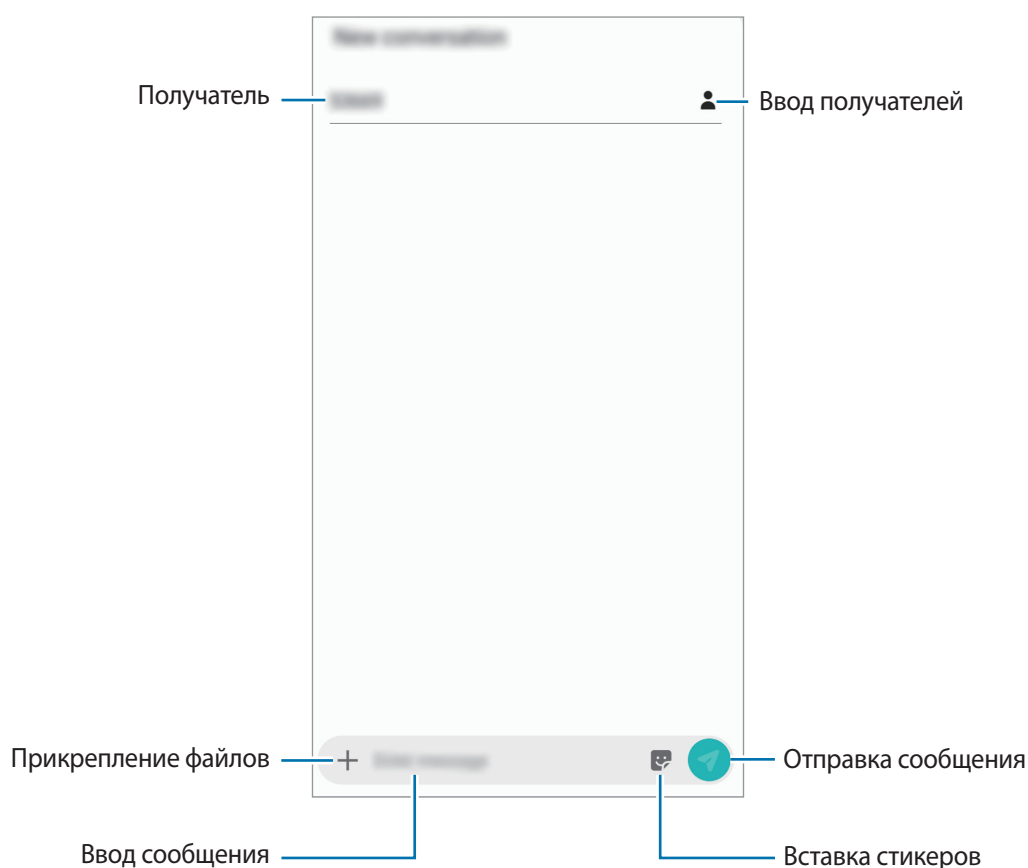 Получатель
Ввод получателей
Прикрепление файлов
Отправка сообщения
Ввод сообщения
Вставка стикеров